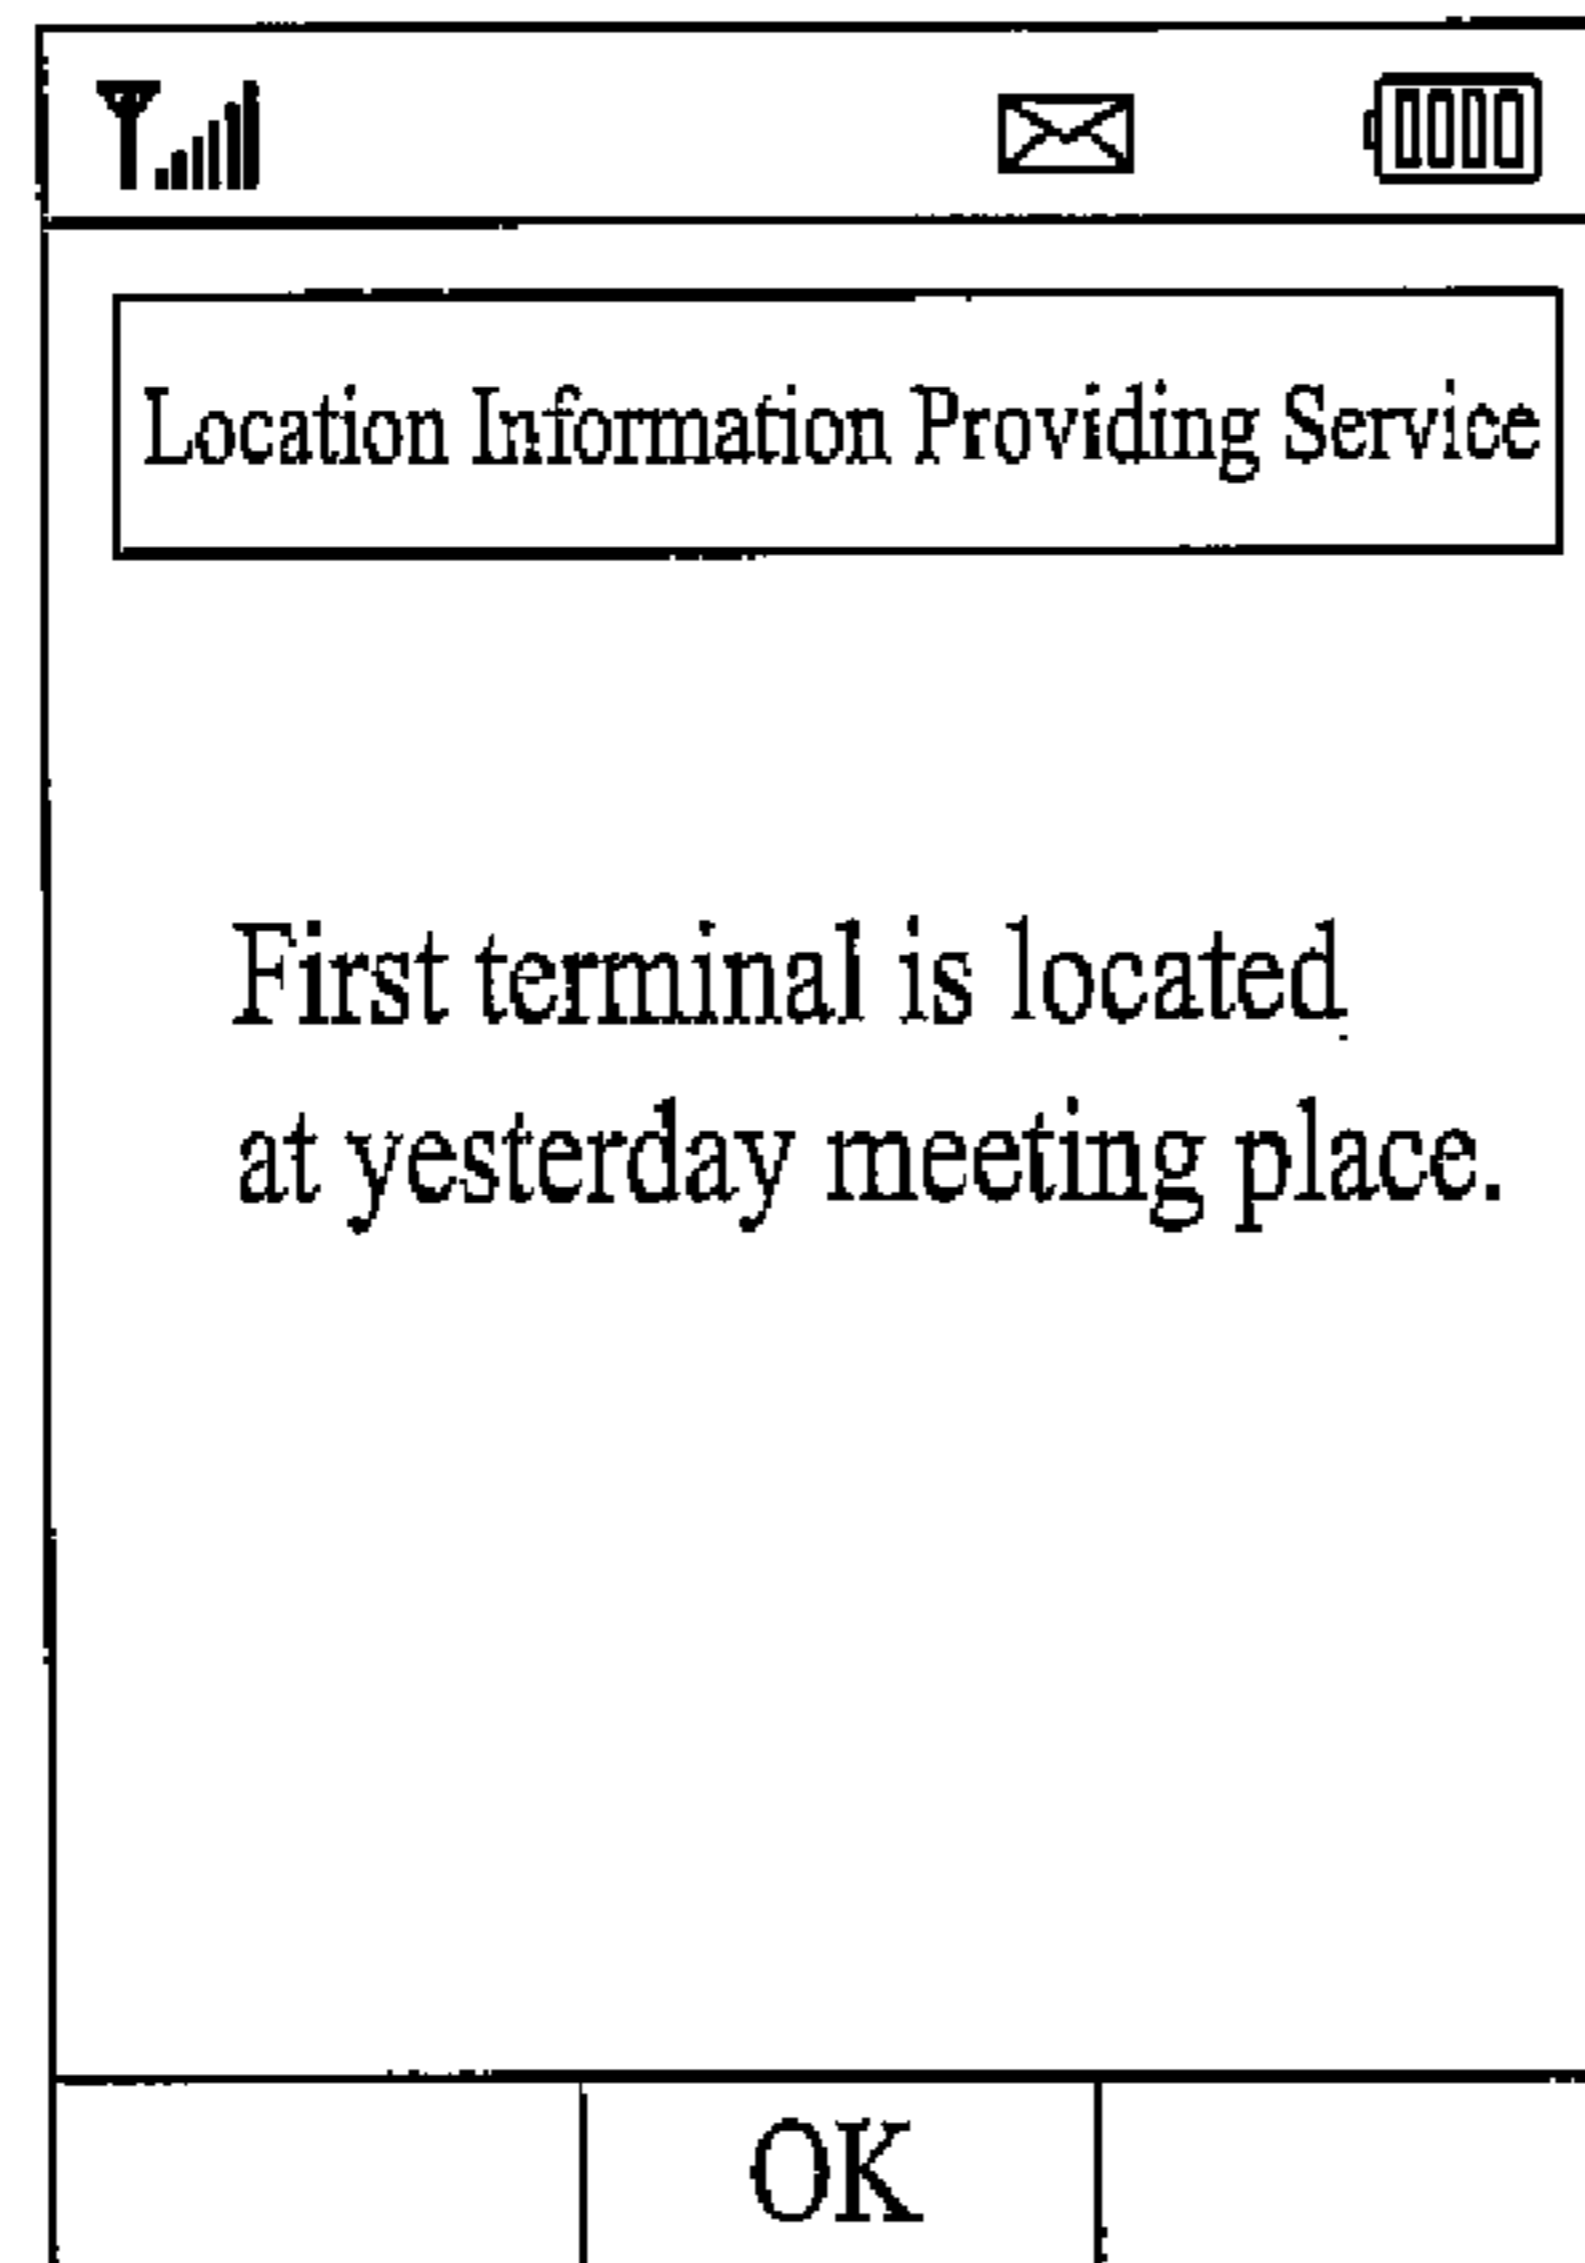 Location Information Providing Service
First terminal is located
at yesterday meeting place.
OK